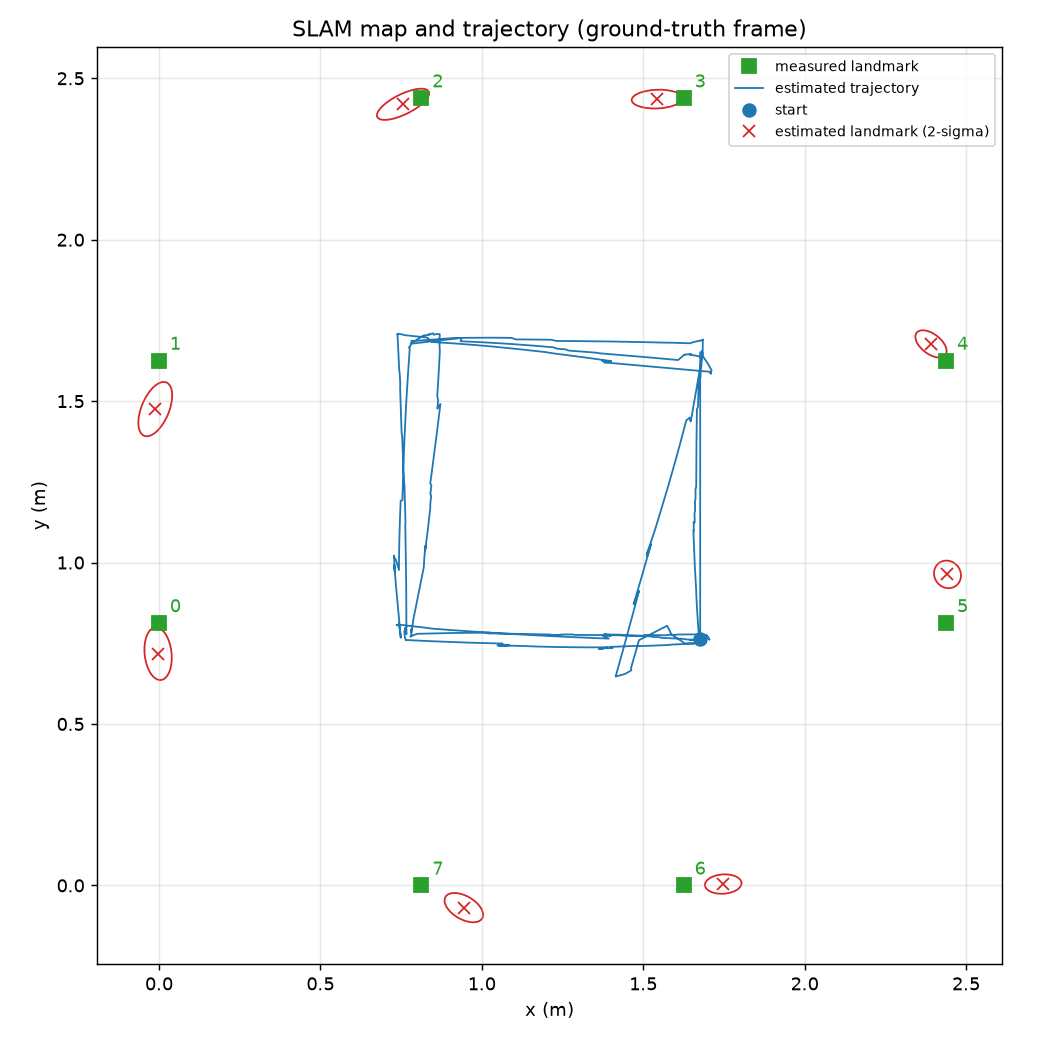 SLAM map and trajectory (ground-truth frame)
measured landmark
estimated trajectory
start
estimated landmark (2-sigma)
2
3
1
4
0
5
7
6
2.5
2.0
1.5
1.0
0.5
0.0
y (m)
0.0 0.5 1.0 1.5 2.0 2.5
x (m)